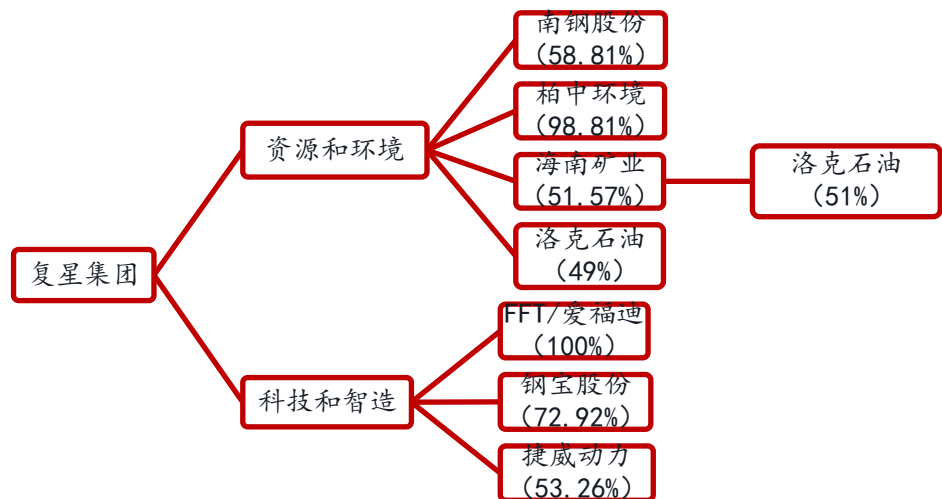 南钢股份
(58.81%)
柏中环境
(98.81%)
资源和环境
海南矿业
(51.57%)
洛克石油
(51%)
洛克石油
(49%)
复星集团
FFT/爱福迪
(100%)
科技和智造
钢宝股份
(72.92%)
捷威动力
(53.26%)